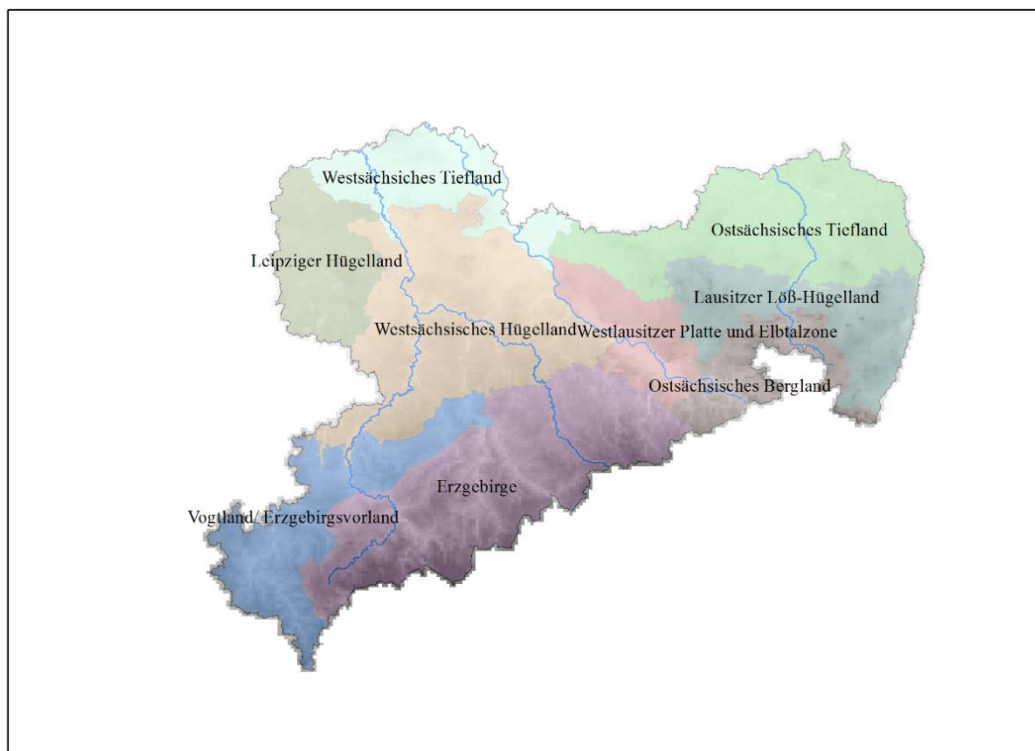 Westsächsiches Tiefland
Ostsächsisches Tiefland
Leipziger Hügelland
Lausitzer Löß-Hügelland
Westsächsisches Hügelland
Westlausitzer Platte und Elbtalzone
Ostsächsisches Bergland
Erzgebirge
Vogtland/ Erzgebirgsvorland